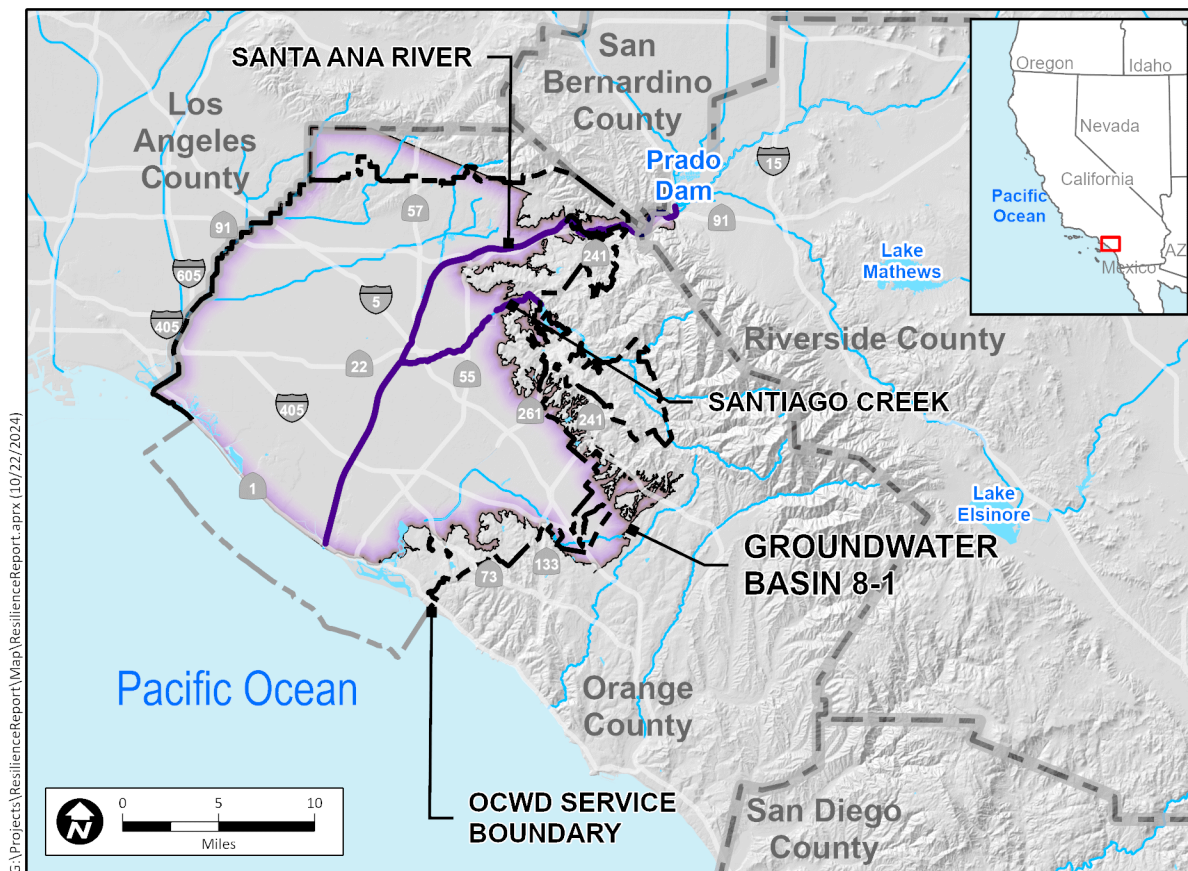 SANTA ANA RIVER
San
Bernardino
County
Los
Angeles
County
Prado
Dam
15
91
57
91
241
605
5
405
Lake
Mathews
Riverside County
22
55
SANTIAGO CREEK
405
261
241
1
Lake
Elsinore
GROUNDWATER
BASIN 8-1
133
73
Pacific Ocean
Orange
County
OCWD SERVICE
BOUNDARY
San Diego
County
N
0 5 10
Miles
Oregon
Idaho
Nevada
California
Pacific
Ocean
AZ
Mexico
G:\Projects\ResilienceReport\Map\ResilienceReport.aprx (10/22/2024)